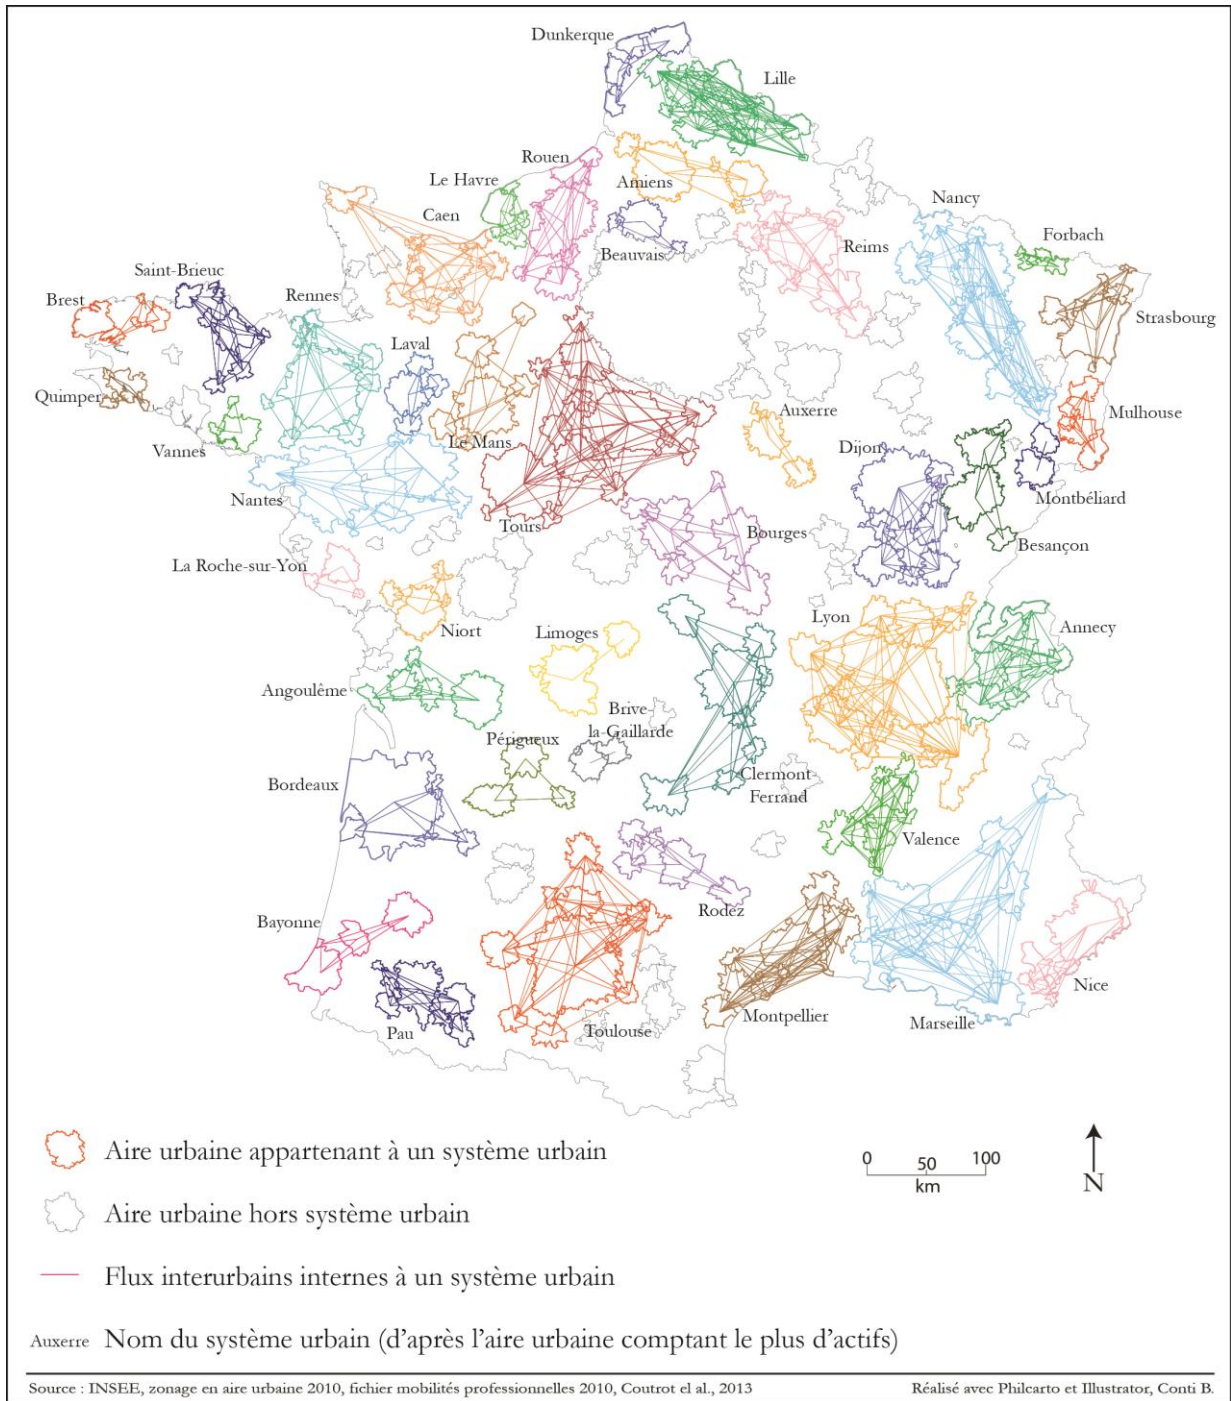 Dunkerque
Lille
Rouen
Le Havre
Amiens
Nancy
Caen
Beauvais
Reims
Forbach
Saint-Brieuc
Brest
Rennes
Strasbourg
Laval
Quimper
Auxerre
Mulhouse
Vannes
Le Mans
Dijon
Montbéliard
Nantes
Tours
Bourges
Besançon
La Roche-sur-Yon
Niort
Limoges
Lyon
Annecy
Angoulême
Brive-
la-Gaillarde
Périgueux
Bordeaux
Clermont-
Ferrand
Valence
Rodez
Bayonne
Nice
Pau
Toulouse
Montpellier
Marseille
Aire urbaine appartenant à un système urbain
0 50 100
km
N
Aire urbaine hors système urbain
Flux interurbains internes à un système urbain
Auxerre Nom du système urbain (d'après l'aire urbaine comptant le plus d'actifs)
Source : INSEE, zonage en aire urbaine 2010, fichier mobilités professionnelles 2010, Coutrot el al., 2013
Réalisé avec Philcarto et Illustrator, Conti B.